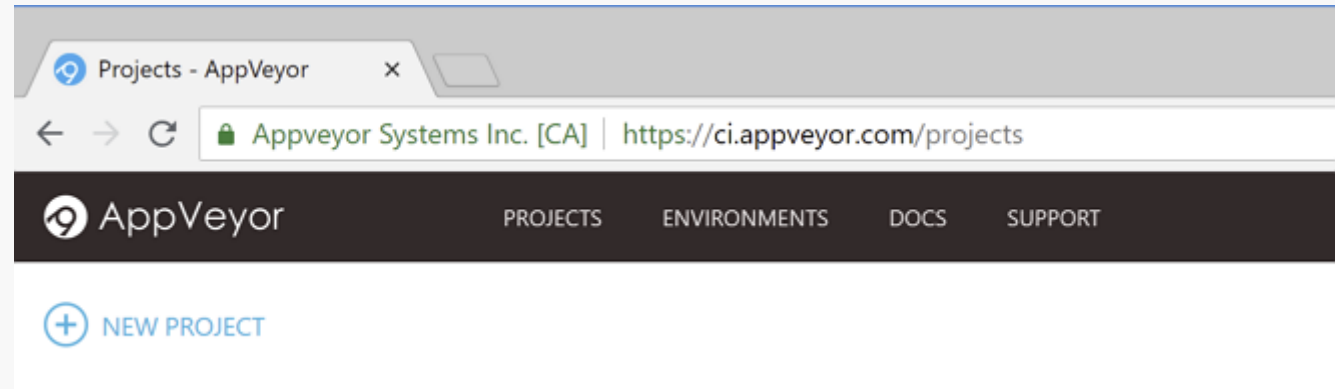 Projects - AppVeyor
Appveyor Systems Inc. [CA] https://ci.appveyor.com/projects
AppVeyor PROJECTS ENVIRONMENTS DOCS SUPPORT
NEW PROJECT